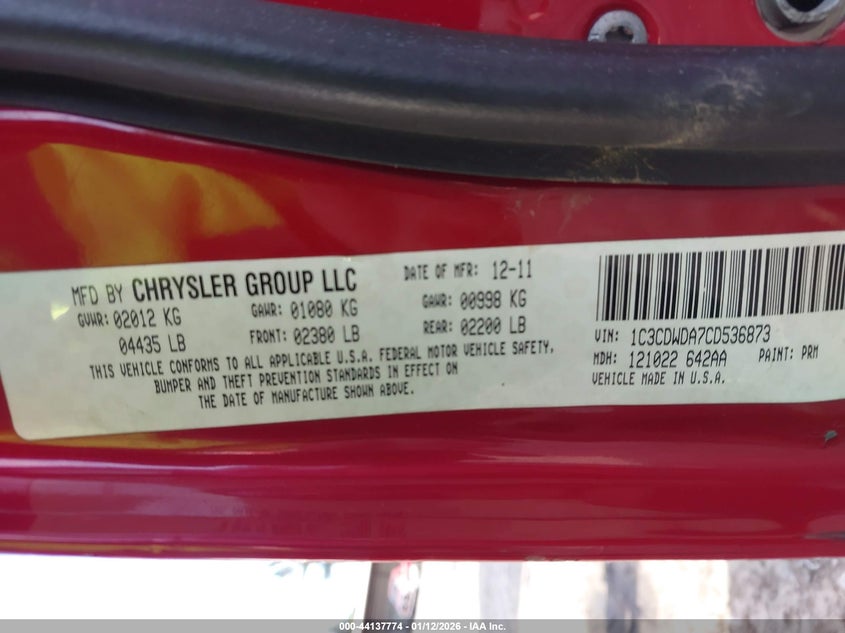 MFD BY CHRYSLER GROUP LLC DATE OF MFR: 12-11
GVWR: 02012 KG GAWR: 01080 KG GAWR: 00998 KG
04435 LB FRONT: 02380 LB REAR: 02200 LB
THIS VEHICLE CONFORMS TO ALL APPLICABLE U.S.A. FEDERAL MOTOR VEHICLE SAFETY,
BUMPER AND THEFT PREVENTION STANDARDS IN EFFECT ON
THE DATE OF MANUFACTURE SHOWN ABOVE.
VIN: 1C3CDWDA7CD536873
MDH: 121022 642AA PAINT: PRM
VEHICLE MADE IN U.S.A.
000-44137774 - 01/12/2026 - IAA Inc.